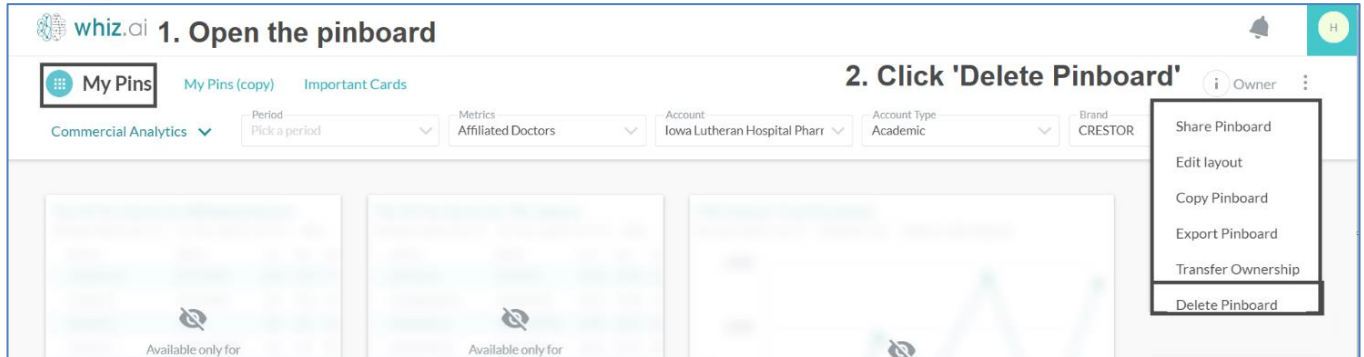 whiz.ai
1. Open the pinboard
H
My Pins
My Pins (copy)
Important Cards
2. Click 'Delete Pinboard'
i Owner
Commercial Analytics
Period
Pick a period
Metrics
Affiliated Doctors
Account
Iowa Lutheran Hospital Pharr
Account Type
Academic
Brand
CRESTOR
Share Pinboard
Edit layout
Copy Pinboard
Export Pinboard
Transfer Ownership
Delete Pinboard
Available only for
Available only for